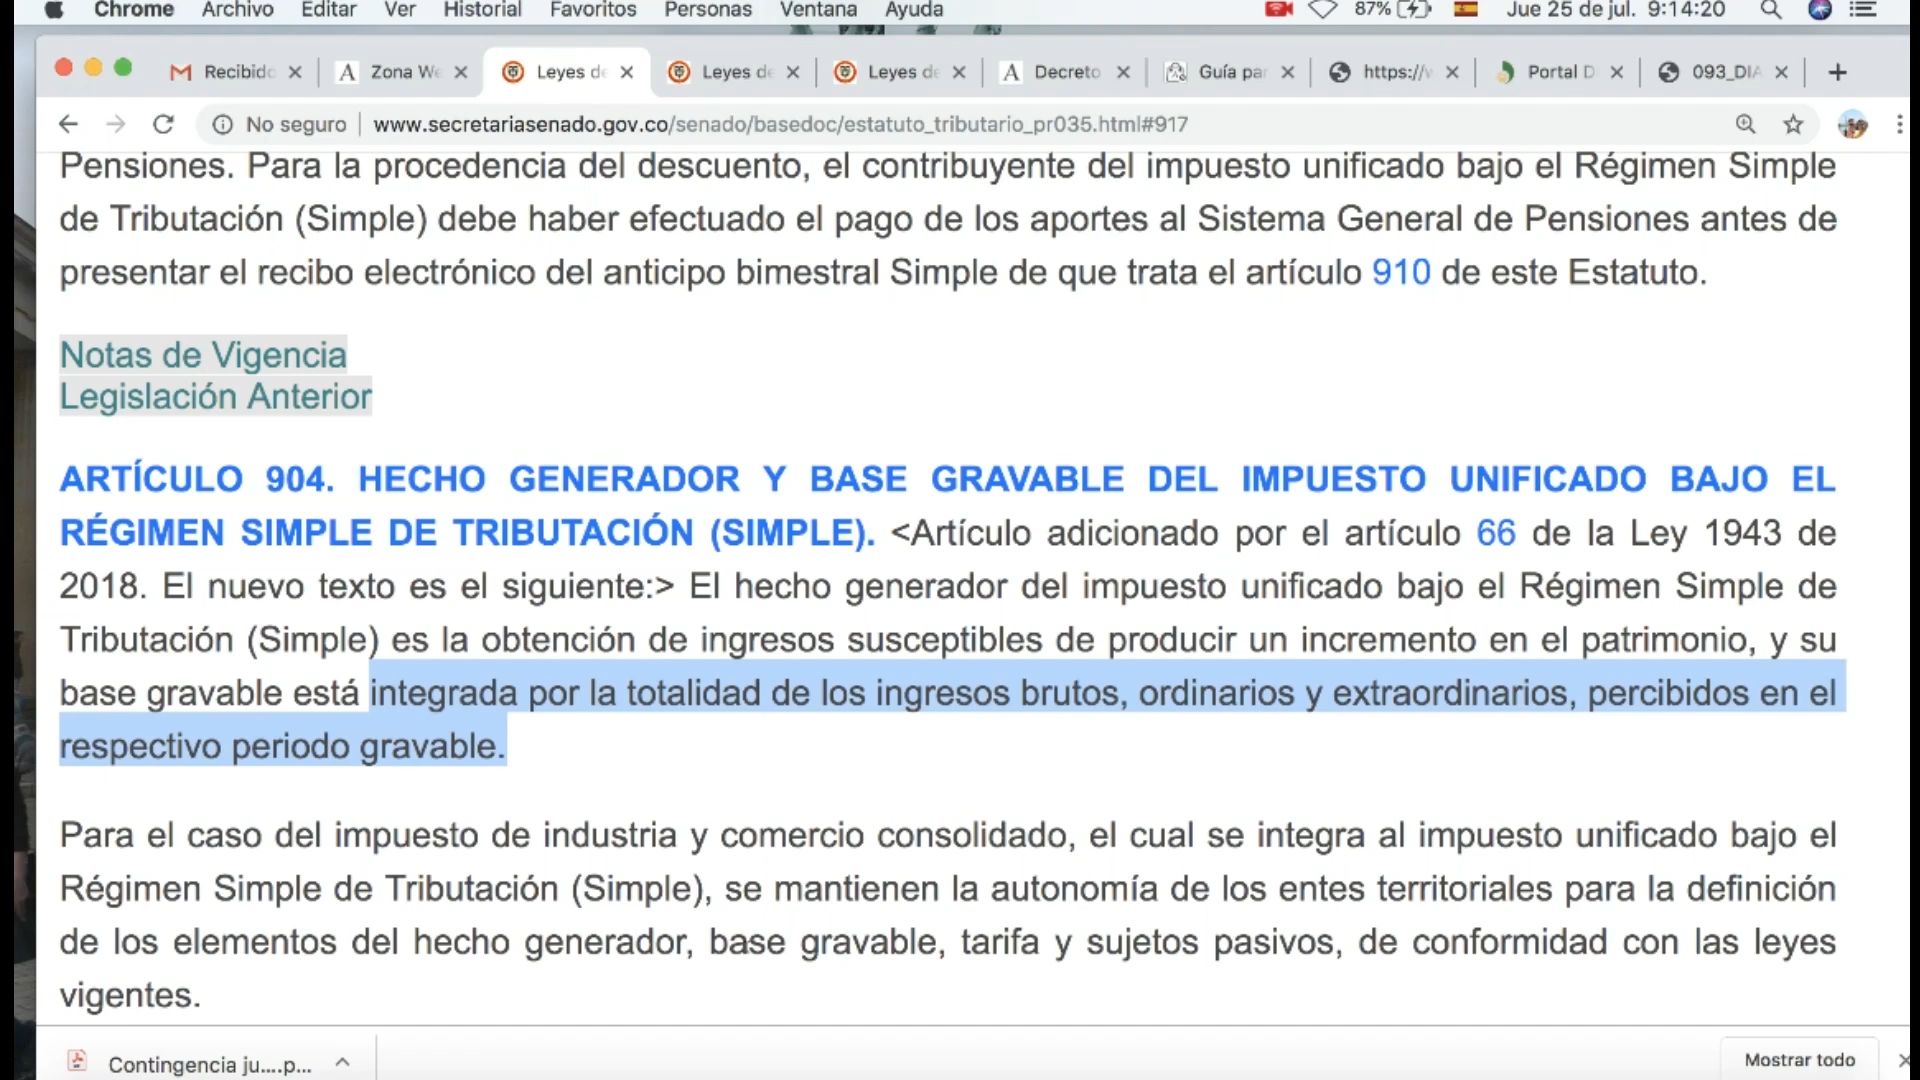 Chrome Archivo Editar Ver Historial Favoritos Personas Ventana Ayuda 87% Jue 25 de jul. 9:14:20
Recibido Zona We Leyes de Leyes de Leyes de Decreto Guía par https://w Portal D 093_DIA
No seguro www.secretariasenado.gov.co/senado/basedoc/estatuto_tributario_pr035.html#917
Pensiones. Para la procedencia del descuento, el contribuyente del impuesto unificado bajo el Régimen Simple
de Tributación (Simple) debe haber efectuado el pago de los aportes al Sistema General de Pensiones antes de
presentar el recibo electrónico del anticipo bimestral Simple de que trata el artículo 910 de este Estatuto.
Notas de Vigencia
Legislación Anterior
ARTÍCULO 904. HECHO GENERADOR Y BASE GRAVABLE DEL IMPUESTO UNIFICADO BAJO EL
RÉGIMEN SIMPLE DE TRIBUTACIÓN (SIMPLE). <Artículo adicionado por el artículo 66 de la Ley 1943 de
2018. El nuevo texto es el siguiente:> El hecho generador del impuesto unificado bajo el Régimen Simple de
Tributación (Simple) es la obtención de ingresos susceptibles de producir un incremento en el patrimonio, y su
base gravable está integrada por la totalidad de los ingresos brutos, ordinarios y extraordinarios, percibidos en el
respectivo periodo gravable.
Para el caso del impuesto de industria y comercio consolidado, el cual se integra al impuesto unificado bajo el
Régimen Simple de Tributación (Simple), se mantienen la autonomía de los entes territoriales para la definición
de los elementos del hecho generador, base gravable, tarifa y sujetos pasivos, de conformidad con las leyes
vigentes.
Contingencia ju....p... Mostrar todo